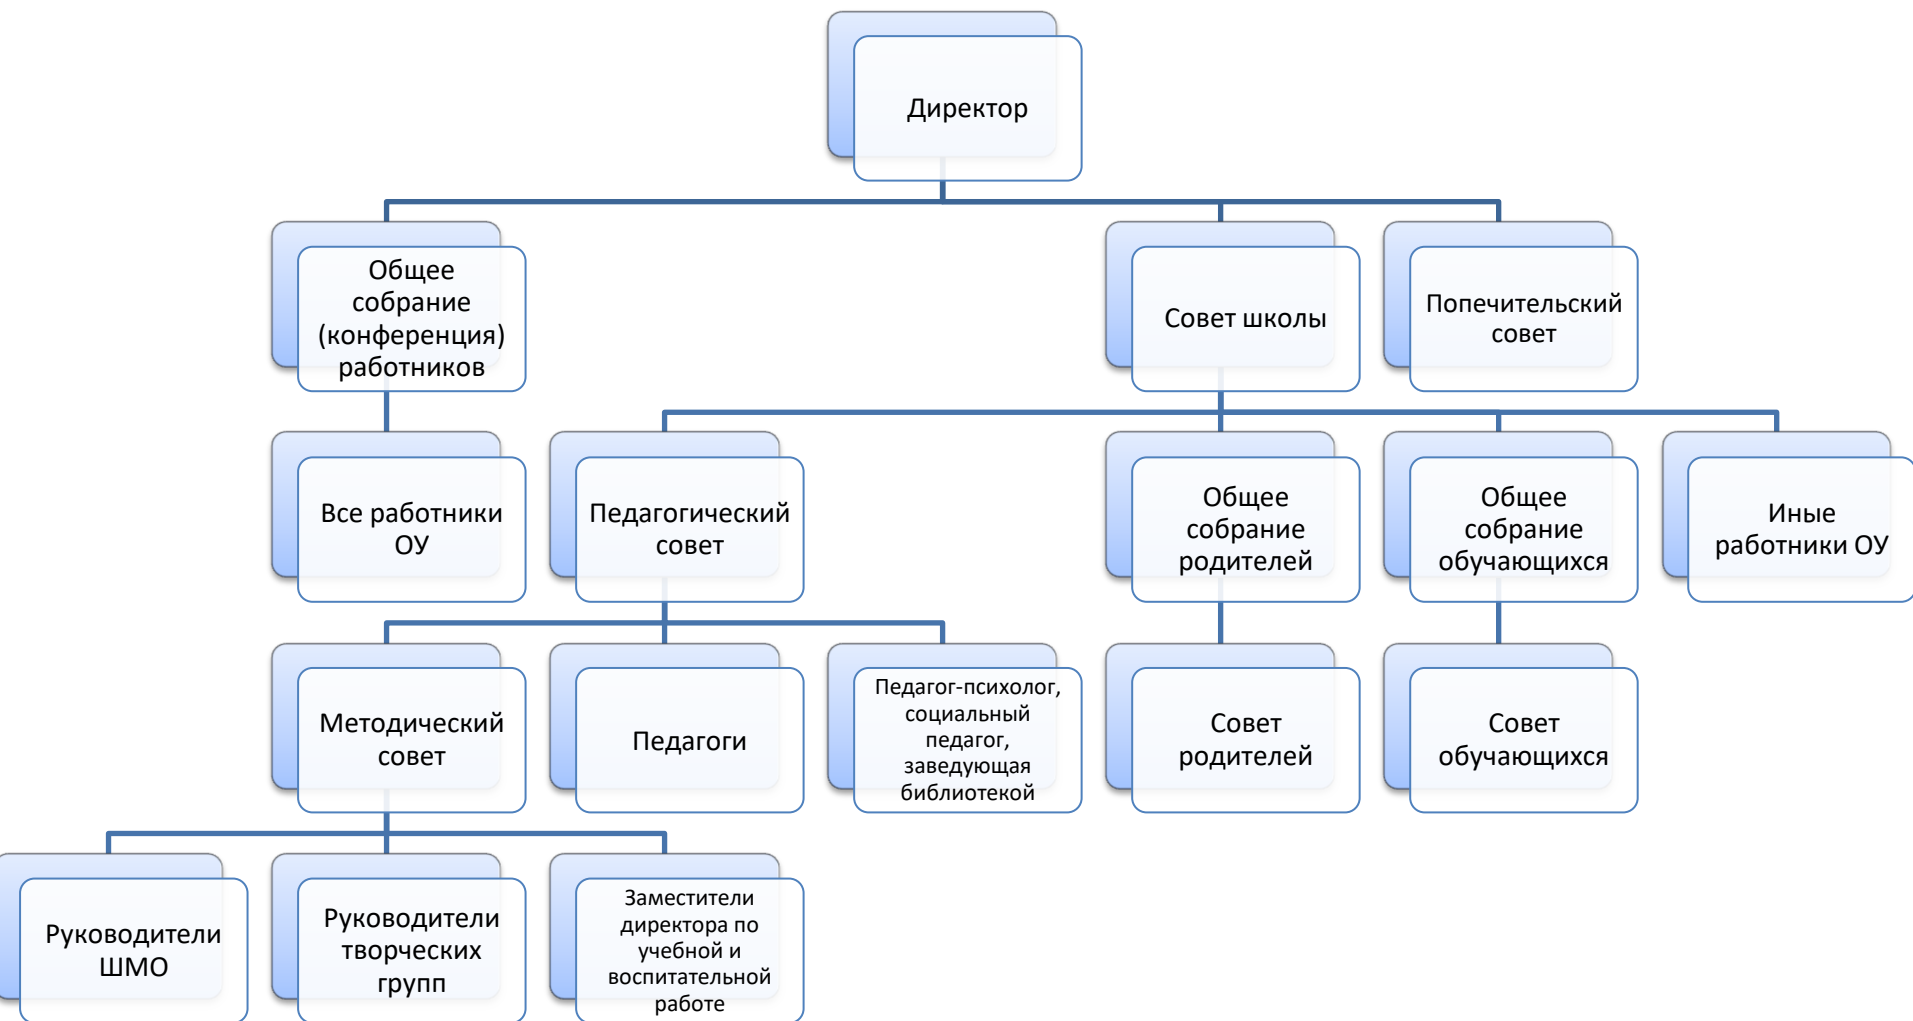 Директор
Общее
собрание
(конференция)
работников
Совет школы
Попечительский
совет
Все работники
ОУ
Педагогический
совет
Общее
собрание
родителей
Общее
собрание
обучающихся
Иные
работники ОУ
Методический
совет
Педагоги
Педагог-психолог,
социальный
педагог,
заведующая
библиотекой
Совет
родителей
Совет
обучающихся
Руководители
ШМО
Руководители
творческих
групп
Заместители
директора по
учебной и
воспитательной
работе